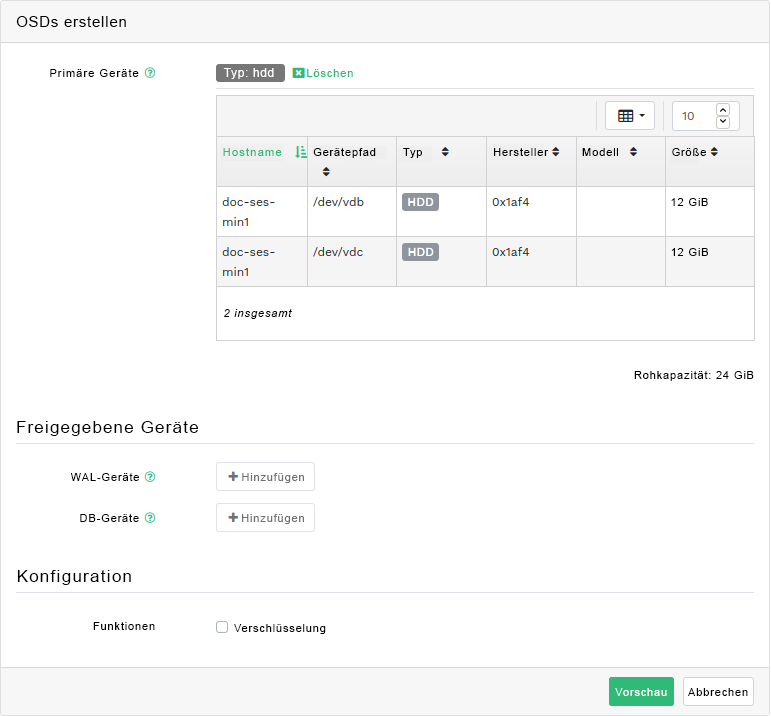 OSDs erstellen
Primäre Geräte
Typ: hdd Löschen
10
Hostname Gerätepfad Typ Hersteller Modell Größe
doc-ses-min1 /dev/vdb HDD 0x1af4 12 GiB
doc-ses-min1 /dev/vdc HDD 0x1af4 12 GiB
2 insgesamt
Rohkapazität: 24 GiB
Freigegebene Geräte
WAL-Geräte Hinzufügen
DB-Geräte Hinzufügen
Konfiguration
Funktionen Verschlüsselung
Vorschau Abbrechen